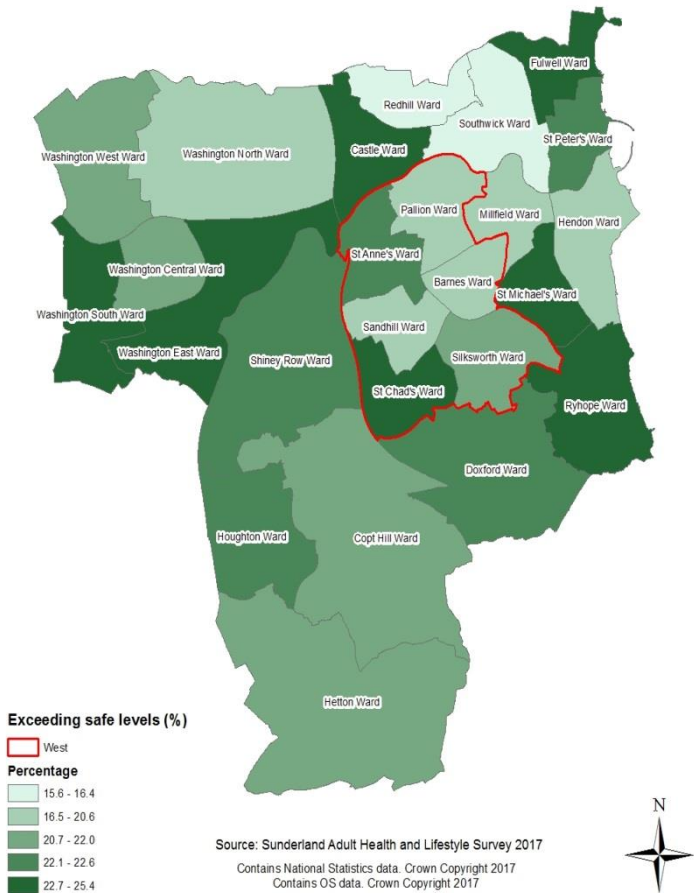 Fulwell Ward
Redhill Ward
Southwick Ward
St Peter's Ward
Castle Ward
Washington West Ward
Washington North Ward
Pallion Ward
Millfield Ward
Hendon Ward
St Anne's Ward
Washington Central Ward
Barnes Ward
St Michael's Ward
Washington South Ward
Sandhill Ward
Washington East Ward
Shiney Row Ward
Silksworth Ward
St Chad's Ward
Ryhope Ward
Doxford Ward
Houghton Ward
Copt Hill Ward
Hetton Ward
Exceeding safe levels (%)
West
Percentage
15.6 - 16.4
16.5 - 20.6
20.7 - 22.0
22.1 - 22.6
22.7 - 25.4
N
Source: Sunderland Adult Health and Lifestyle Survey 2017
Contains National Statistics data. Crown Copyright 2017
Contains OS data. Crown Copyright 2017